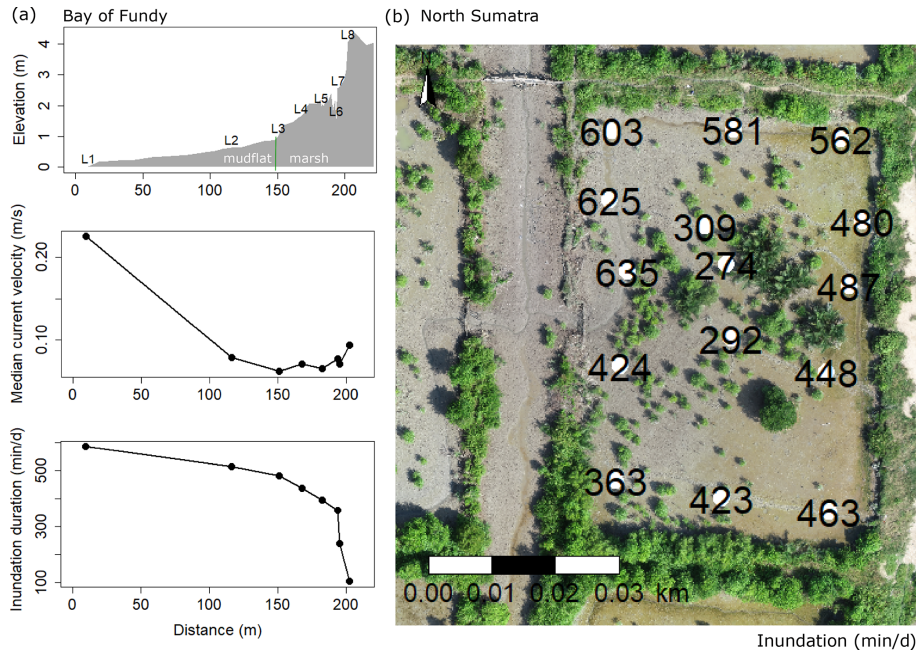 (a) Bay of Fundy
(b) North Sumatra
Elevation (m)
4
3
2
1
0
L1
L2
L3
L4
L5
L6
L7
L8
mudflat
marsh
0 50 100 150 200
Median current velocity (m/s)
0.20
0.10
Inundation duration (min/d)
500
300
100
0 50 100 150 200
Distance (m)
603 581 562
625 309 480
635 274 487
424 292 448
363 423 463
0.00 0.01 0.02 0.03 km
Inundation (min/d)